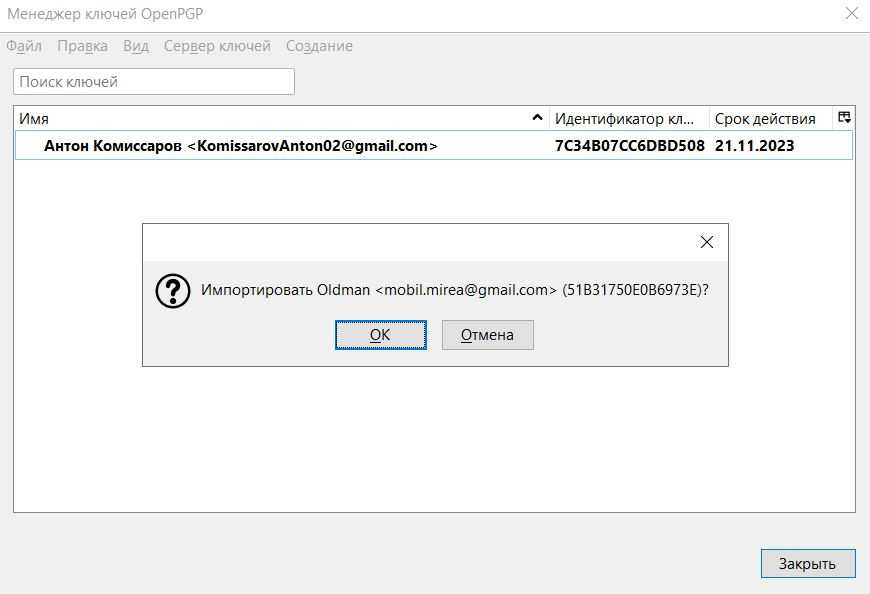 Менеджер ключей OpenPGP
Файл Правка Вид Сервер ключей Создание
Поиск ключей
Имя Идентификатор кл... Срок действия
Антон Комиссаров <KomissarovAnton02@gmail.com> 7C34B07CC6DBD508 21.11.2023
Импортировать Oldman <mobil.mirea@gmail.com> (51B31750E0B6973E)?
OK Отмена
Закрыть